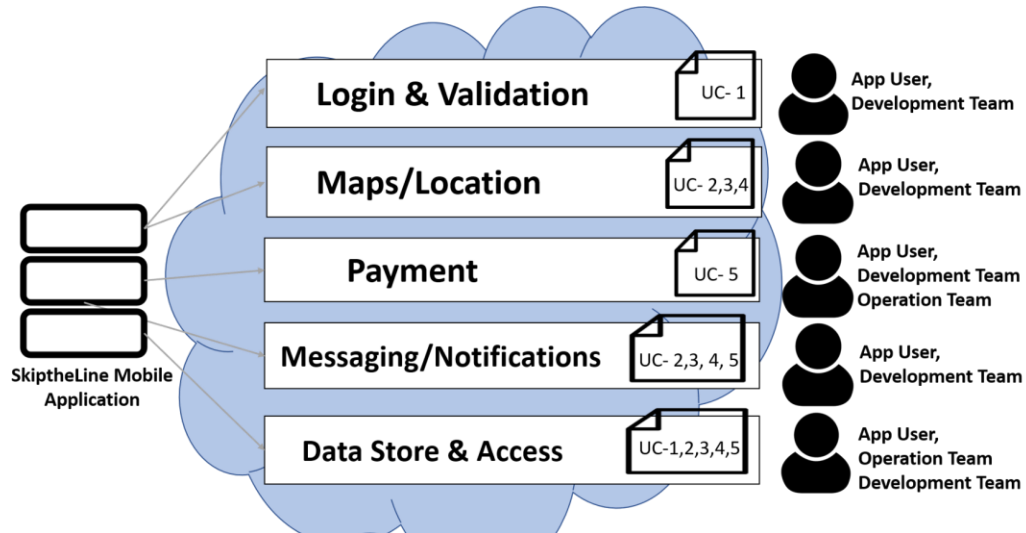 Login & Validation
UC- 1
App User,
Development Team
Maps/Location
UC- 2,3,4
App User,
Development Team
Payment
UC- 5
App User,
Development Team
Operation Team
Messaging/Notifications
UC- 2,3, 4, 5
App User,
Development Team
SkiptheLine Mobile
Application
Data Store & Access
UC-1,2,3,4,5
App User,
Operation Team
Development Team